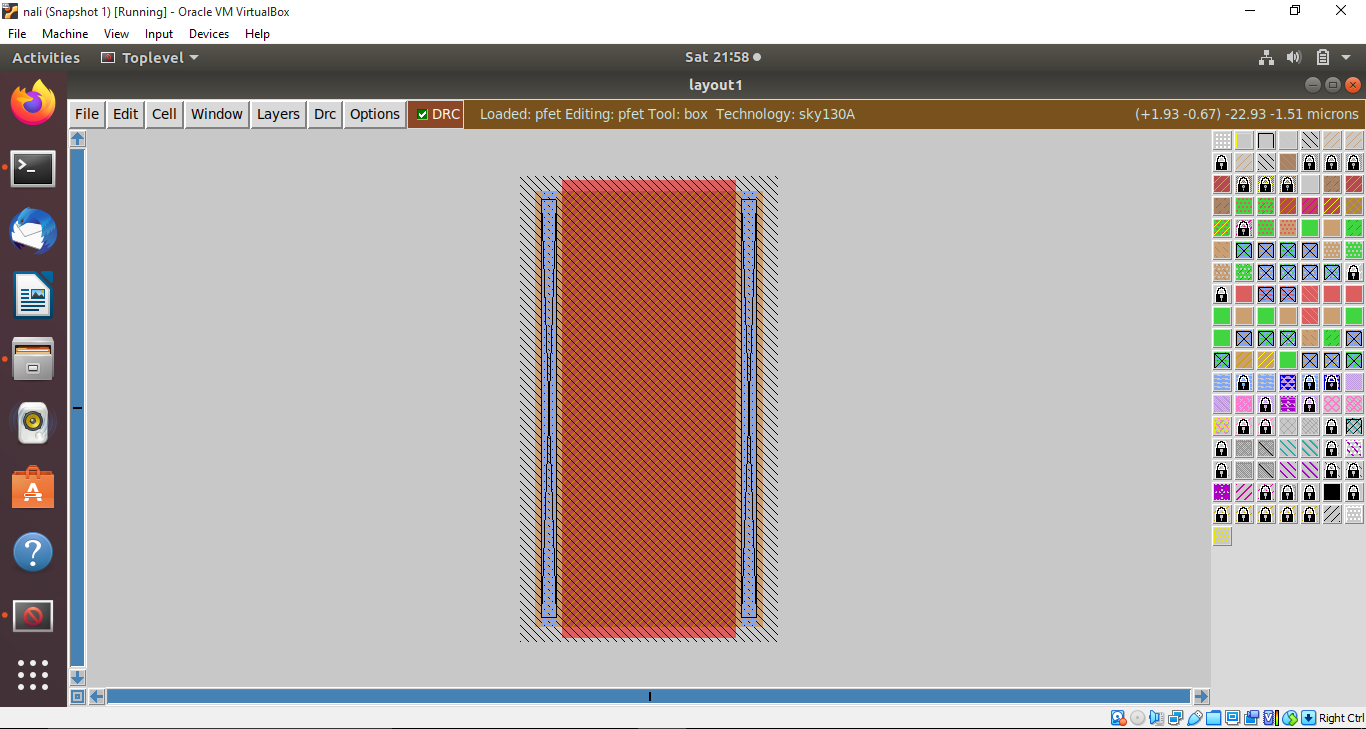 nali (Snapshot 1) [Running] - Oracle VM VirtualBox
File Machine View Input Devices Help
Activities Toplevel Sat 21:58
layout1
File Edit Cell Window Layers Drc Options DRC Loaded: pfet Editing: pfet Tool: box Technology: sky130A (+1.93 -0.67) -22.93 -1.51 microns
Right Ctrl